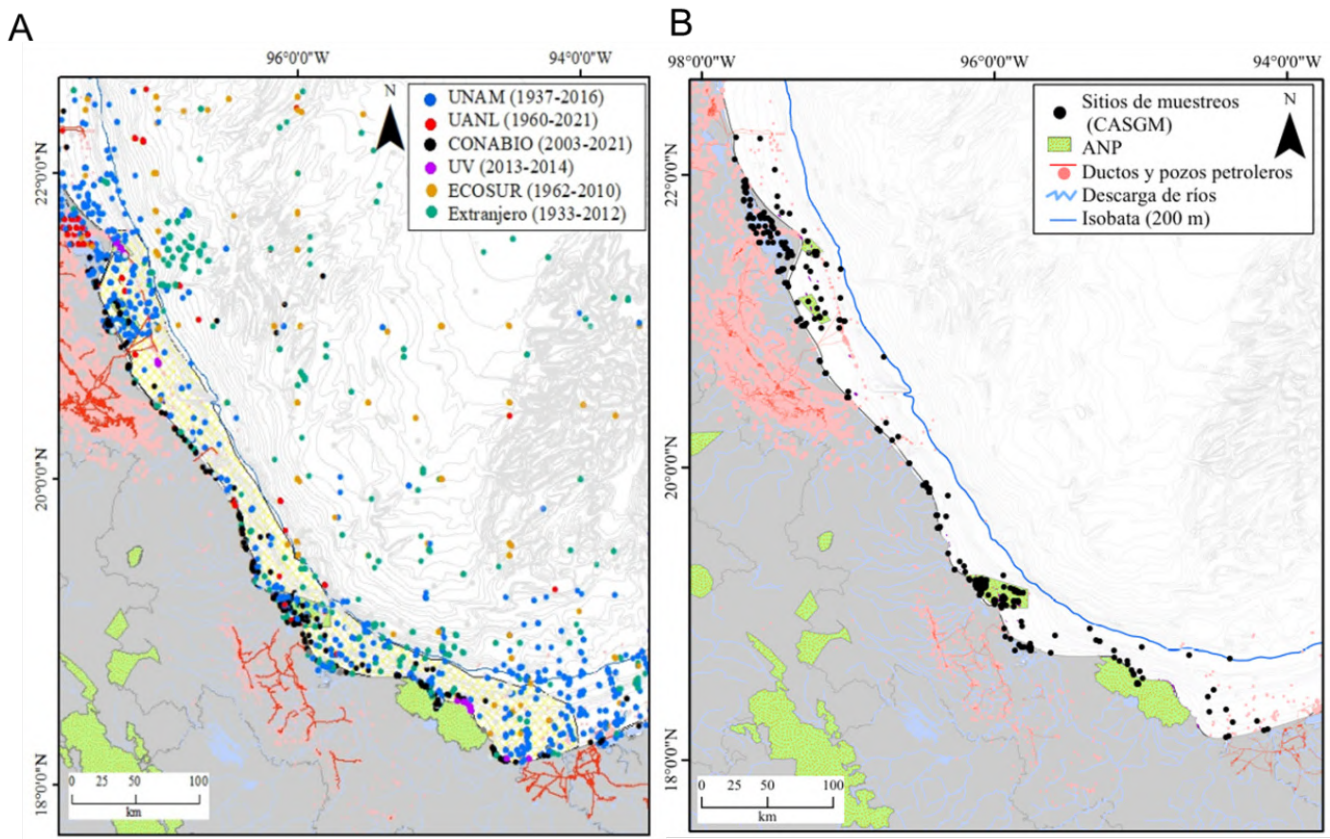 A
96°0'0"W
94°0'0"W
22°0'0"N
20°0'0"N
18°0'0"N
UNAM (1937-2016)
UANL (1960-2021)
CONABIO (2003-2021)
UV (2013-2014)
ECOSUR (1962-2010)
Extranjero (1933-2012)
N
0 25 50 100
km
B
98°0'0"W
96°0'0"W
94°0'0"W
22°0'0"N
20°0'0"N
18°0'0"N
Sitios de muestreos
(CASGM)
ANP
Ductos y pozos petroleros
Descarga de ríos
Isobata (200 m)
N
0 25 50 100
km